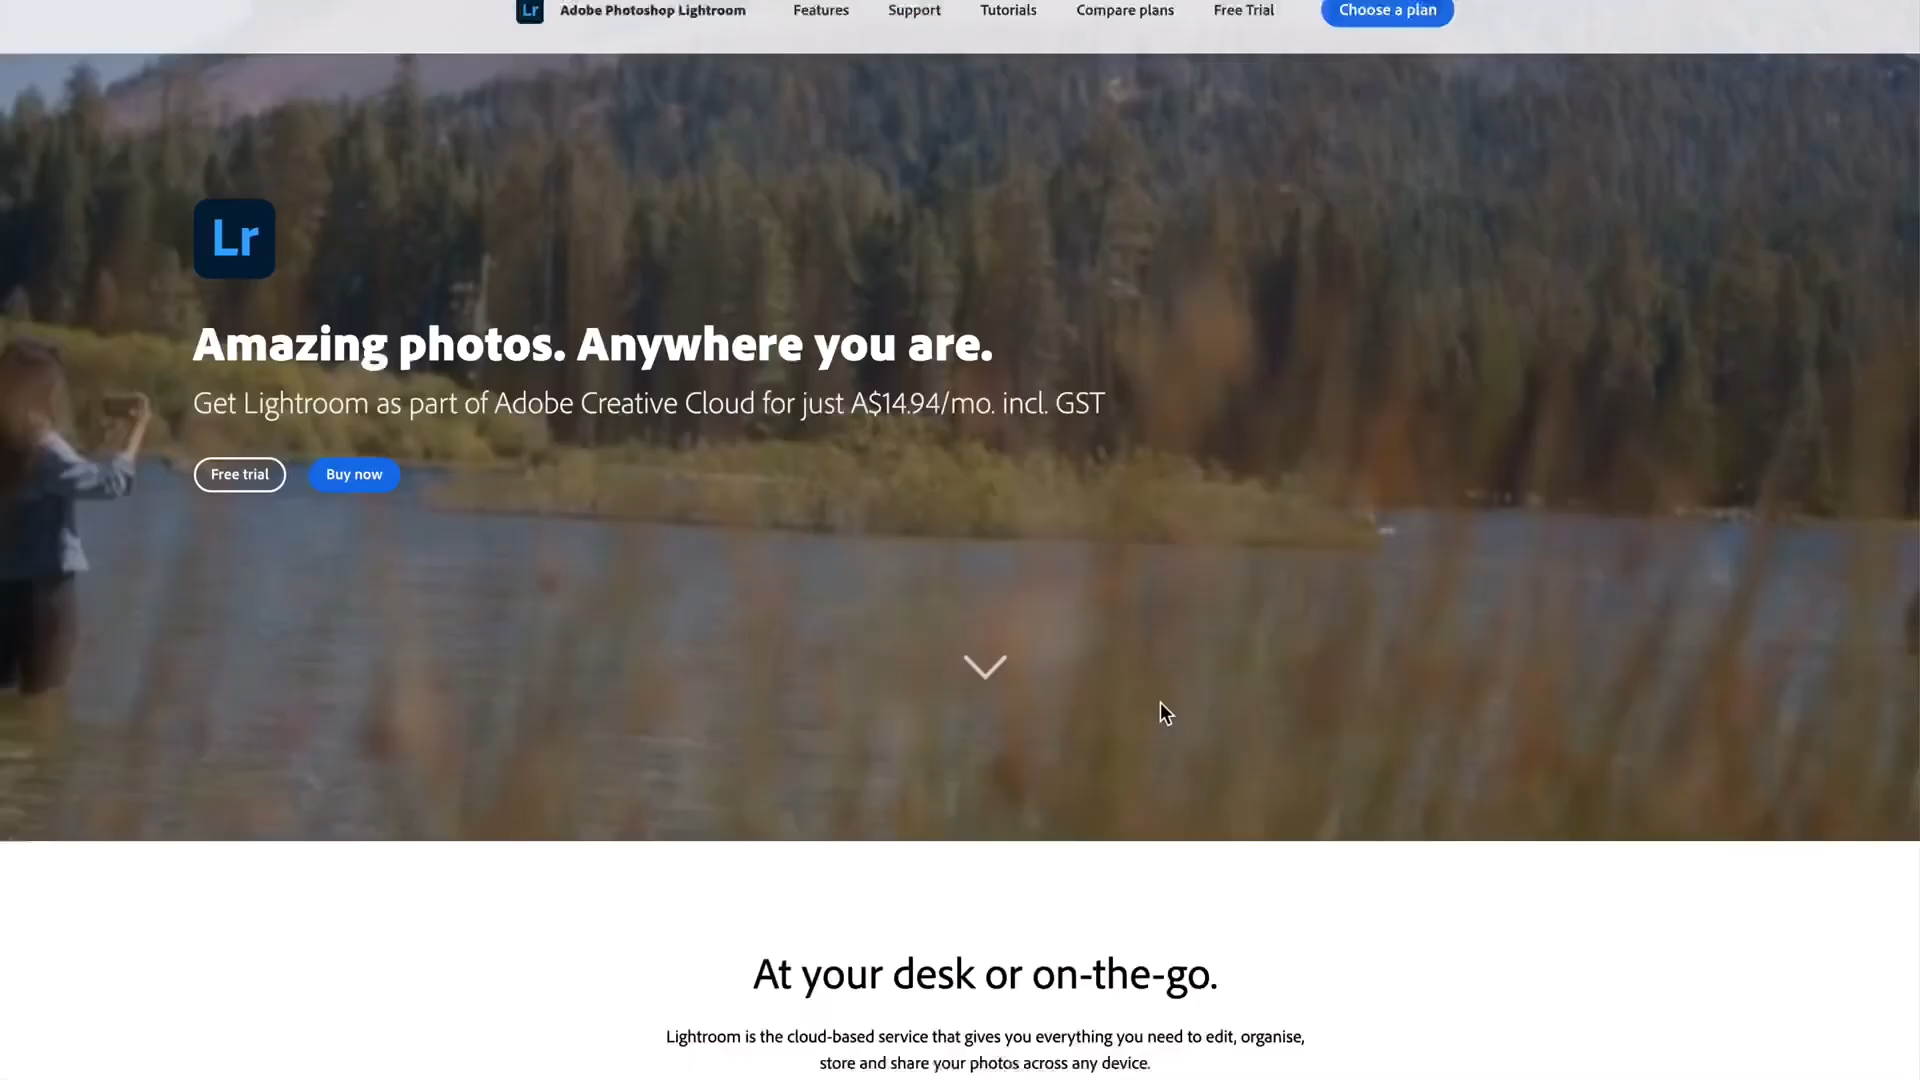 Lr Adobe Photoshop Lightroom Features Support Tutorials Compare plans Free Trial Choose a plan
Lr
Amazing photos. Anywhere you are.
Get Lightroom as part of Adobe Creative Cloud for just A$14.94/mo. incl. GST
Free trial Buy now
At your desk or on-the-go.
Lightroom is the cloud-based service that gives you everything you need to edit, organise,
store and share your photos across any device.